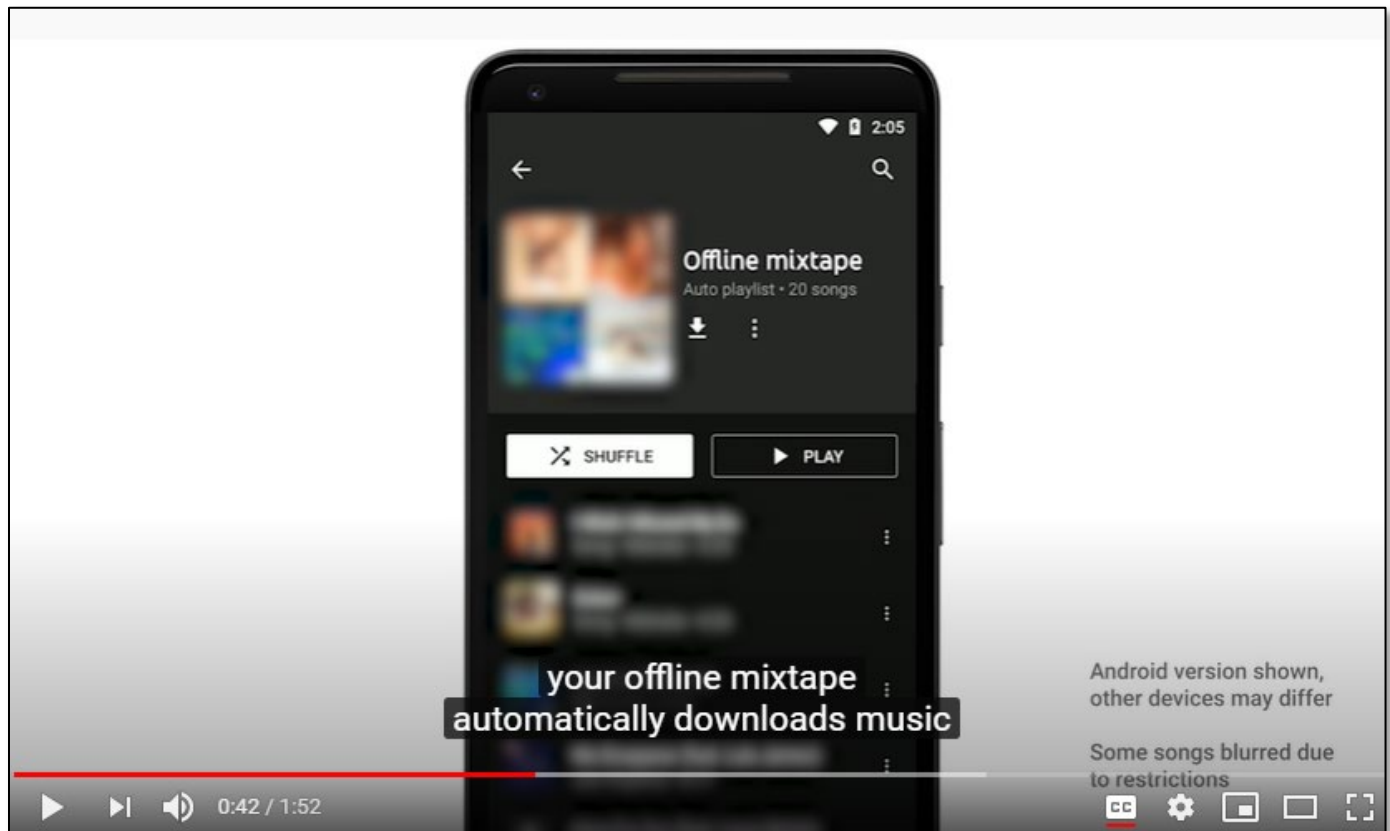 2:05
Offline mixtape
Auto playlist • 20 songs
SHUFFLE
PLAY
your offline mixtape
automatically downloads music
Android version shown,
other devices may differ
Some songs blurred due
to restrictions
0:42 / 1:52
CC